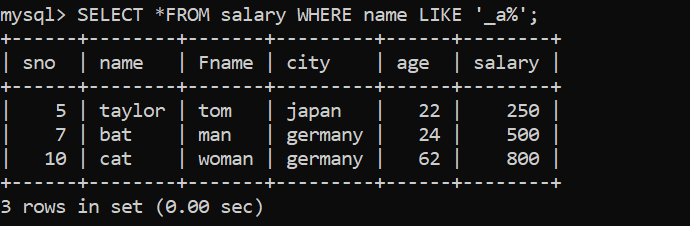 mysql> SELECT *FROM salary WHERE name LIKE '_a%';
+------+--------+-------+---------+------+--------+
| sno  | name   | Fname | city    | age  | salary |
+------+--------+-------+---------+------+--------+
|    5 | taylor | tom   | japan   |   22 |    250 |
|    7 | bat    | man   | germany |   24 |    500 |
|   10 | cat    | woman | germany |   62 |    800 |
+------+--------+-------+---------+------+--------+
3 rows in set (0.00 sec)